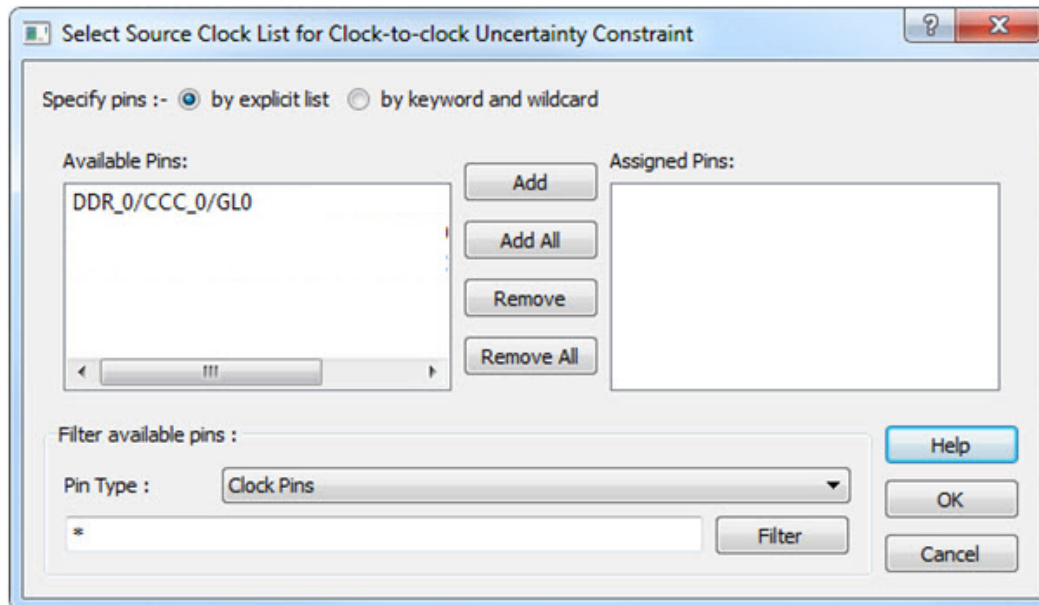 Select Source Clock List for Clock-to-clock Uncertainty Constraint
Specify pins :- by explicit list by keyword and wildcard
Available Pins:
DDR_0/CCC_0/GL0
Add
Add All
Remove
Remove All
Assigned Pins:
Filter available pins :
Pin Type : Clock Pins
*
Filter
Help
OK
Cancel